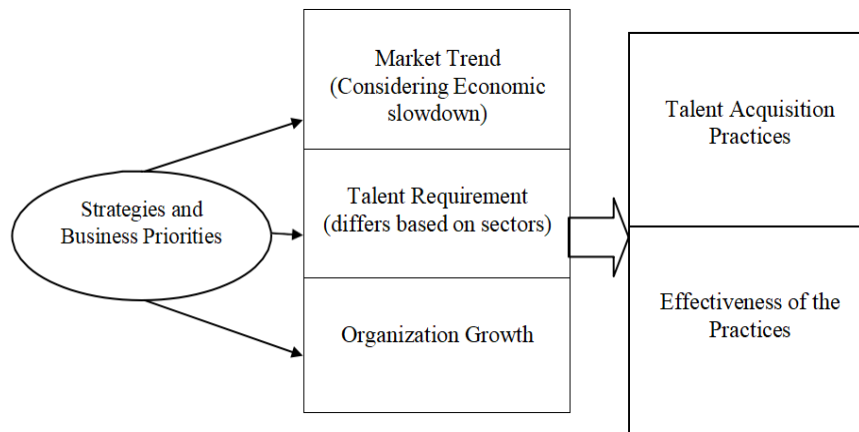 Strategies and
Business Priorities
Market Trend
(Considering Economic
slowdown)
Talent Requirement
(differs based on sectors)
Organization Growth
Talent Acquisition
Practices
Effectiveness of the
Practices